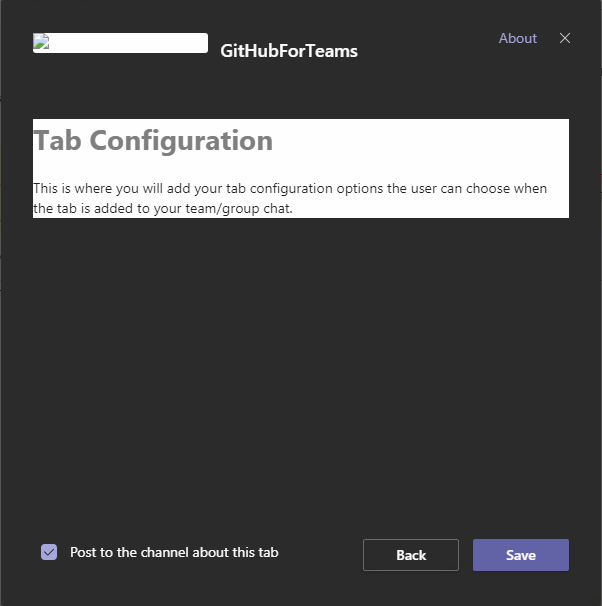 GitHubForTeams
About
Tab Configuration
This is where you will add your tab configuration options the user can choose when
the tab is added to your team/group chat.
Post to the channel about this tab
Back
Save